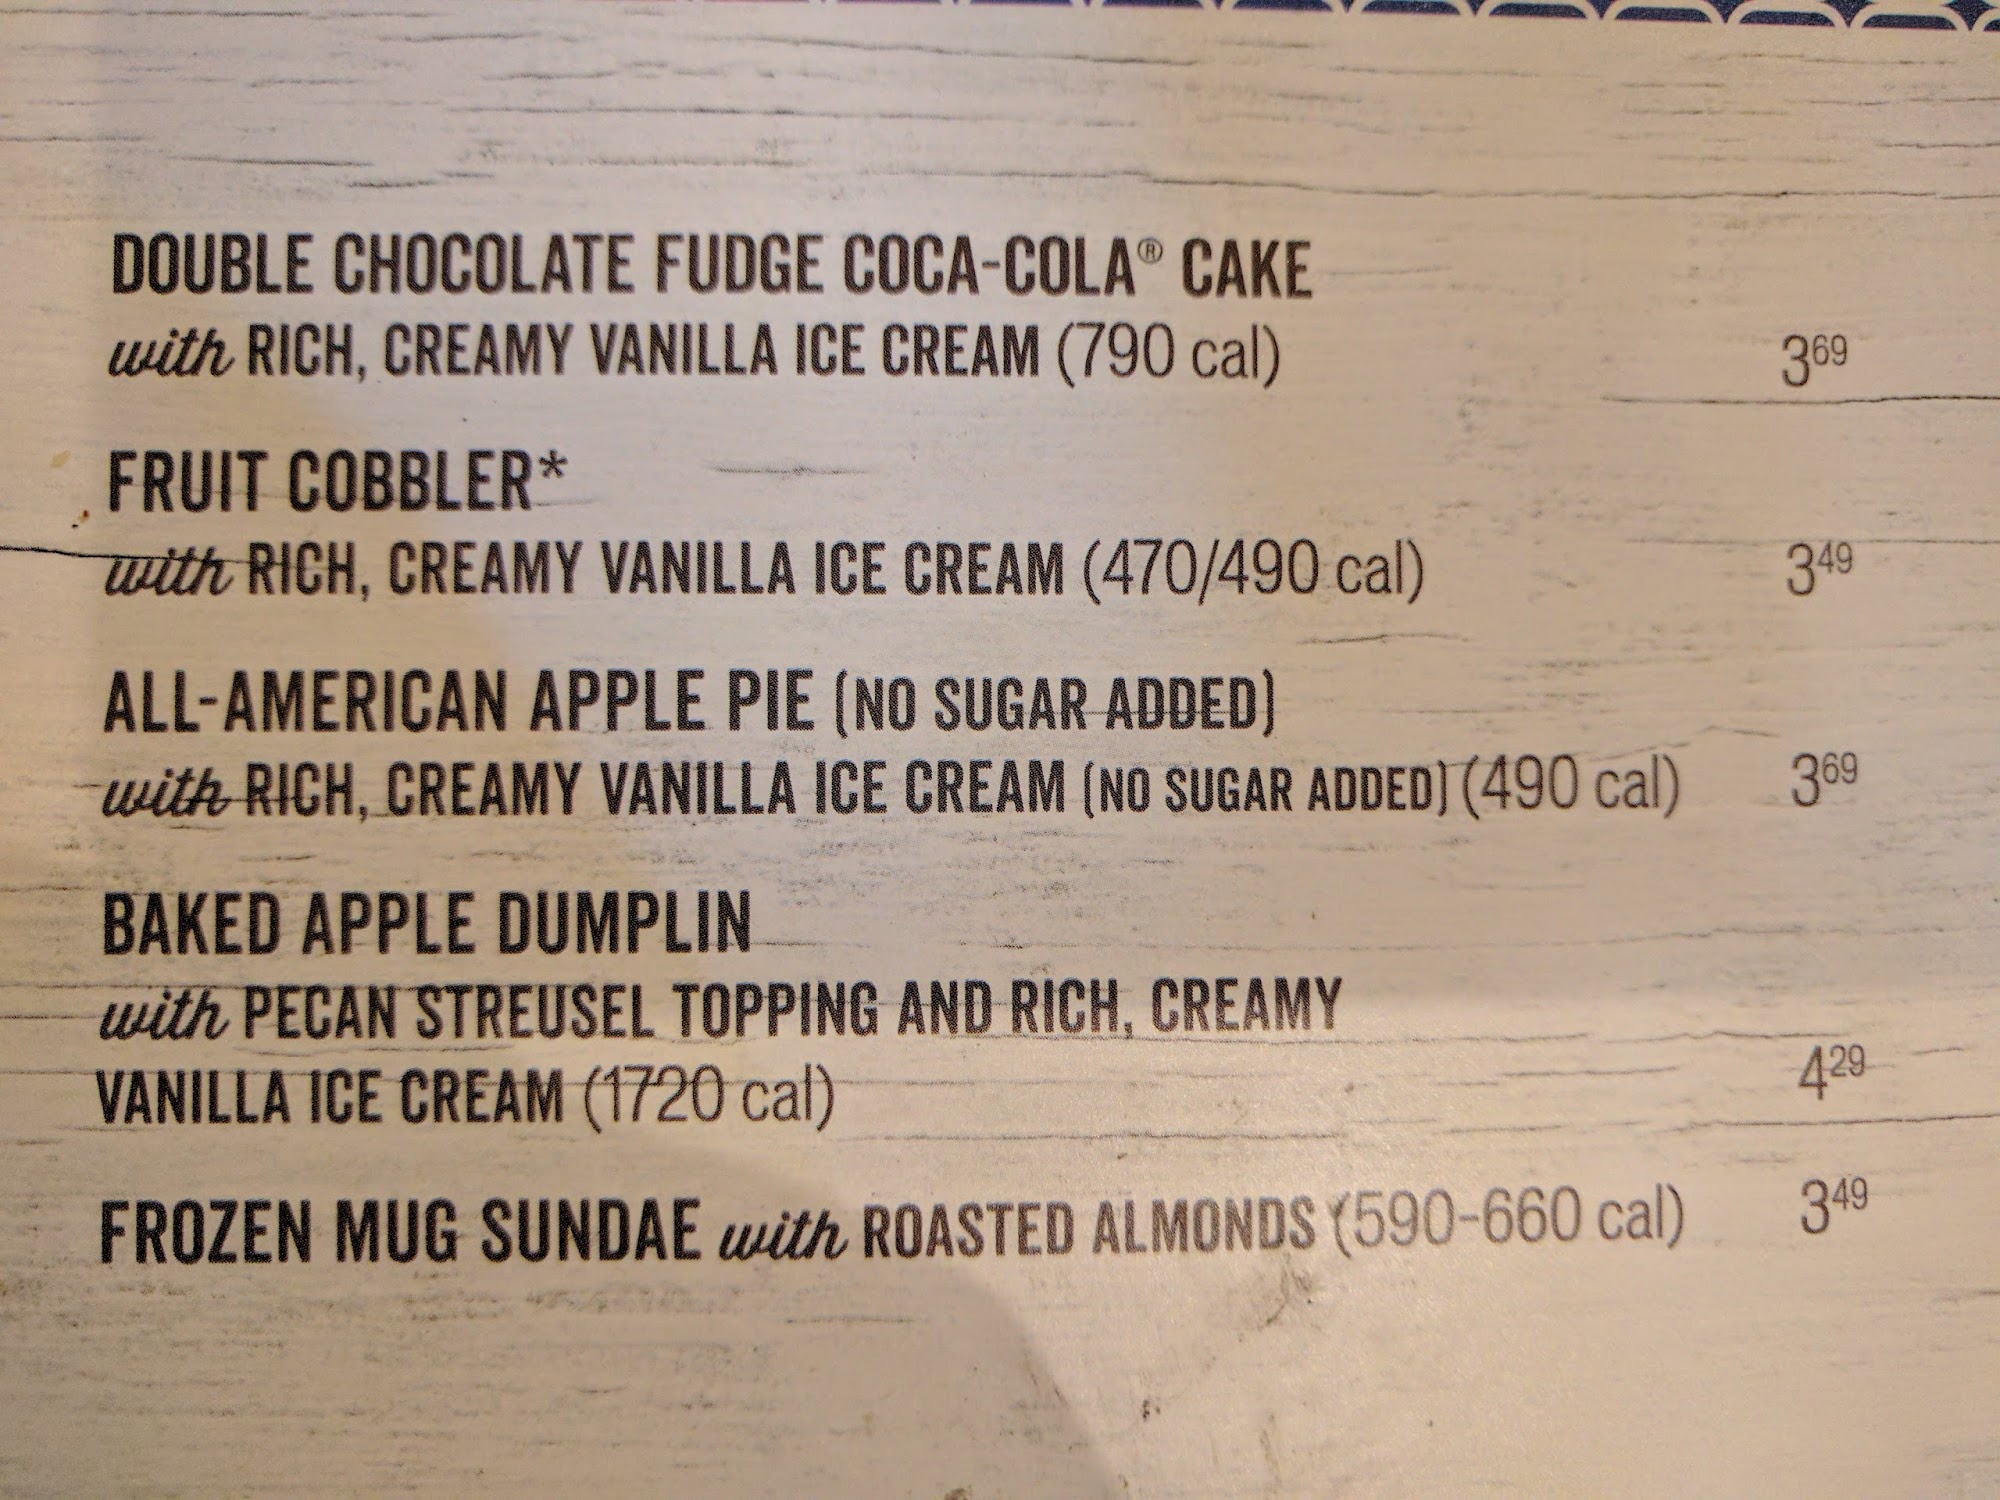 DOUBLE CHOCOLATE FUDGE COCA-COLA® CAKE
with RICH, CREAMY VANILLA ICE CREAM (790 cal) 3⁶⁹
FRUIT COBBLER*
with RICH, CREAMY VANILLA ICE CREAM (470/490 cal) 3⁴⁹
ALL-AMERICAN APPLE PIE (NO SUGAR ADDED)
with RICH, CREAMY VANILLA ICE CREAM (NO SUGAR ADDED) (490 cal) 3⁶⁹
BAKED APPLE DUMPLIN
with PECAN STREUSEL TOPPING AND RICH, CREAMY
VANILLA ICE CREAM (1720 cal) 4²⁹
FROZEN MUG SUNDAE with ROASTED ALMONDS (590-660 cal) 3⁴⁹